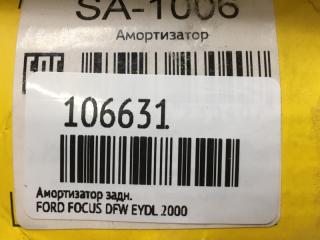 SA-1006
Амортизатор
106631
Амортизатор задн.
FORD FOCUS DFW EYDL 2000